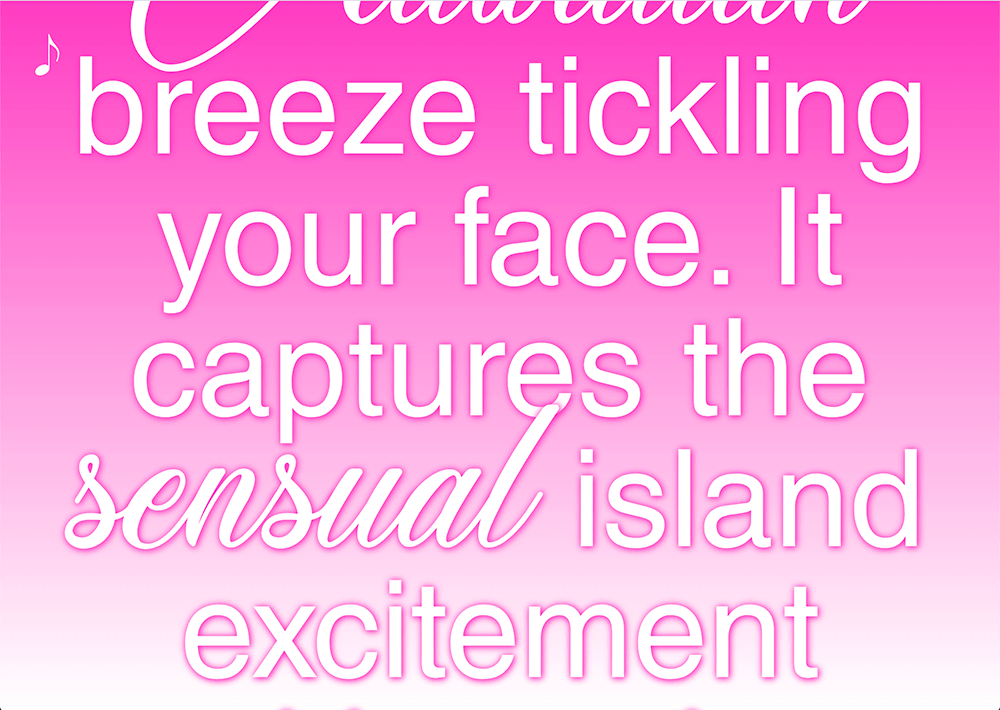 breeze tickling
your face. It
captures the
sensual island
excitement